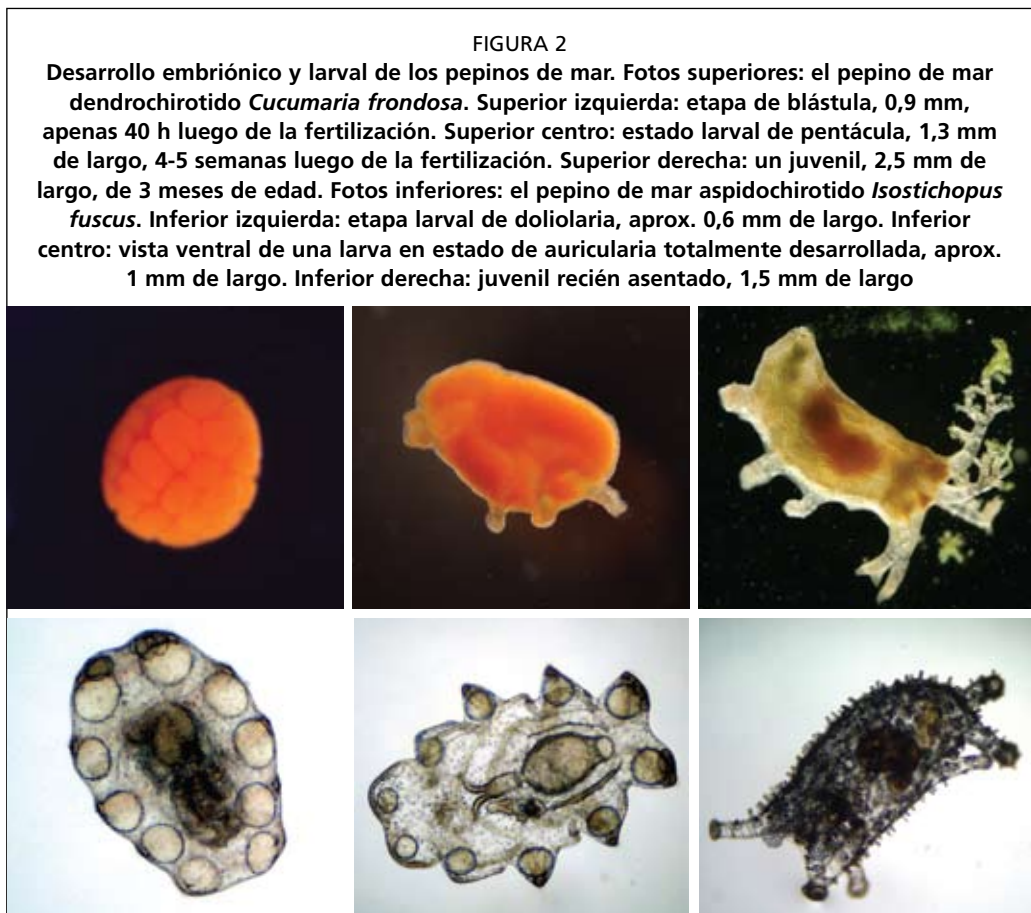 FIGURA 2
Desarrollo embriónico y larval de los pepinos de mar. Fotos superiores: el pepino de mar
dendrochirotido Cucumaria frondosa. Superior izquierda: etapa de blástula, 0,9 mm,
apenas 40 h luego de la fertilización. Superior centro: estado larval de pentácula, 1,3 mm
de largo, 4-5 semanas luego de la fertilización. Superior derecha: un juvenil, 2,5 mm de
largo, de 3 meses de edad. Fotos inferiores: el pepino de mar aspidochirotido Isostichopus
fuscus. Inferior izquierda: etapa larval de doliolaria, aprox. 0,6 mm de largo. Inferior
centro: vista ventral de una larva en estado de auricularia totalmente desarrollada, aprox.
1 mm de largo. Inferior derecha: juvenil recién asentado, 1,5 mm de largo